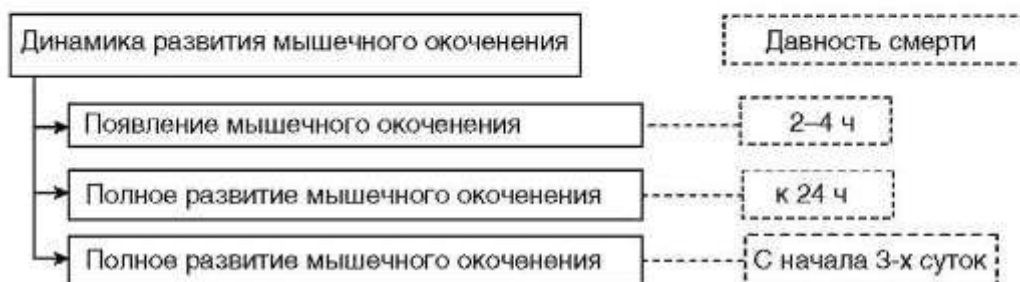 Динамика развития мышечного окоченения
Давность смерти
Появление мышечного окоченения
2–4 ч
Полное развитие мышечного окоченения
к 24 ч
Полное развитие мышечного окоченения
С начала 3-х суток